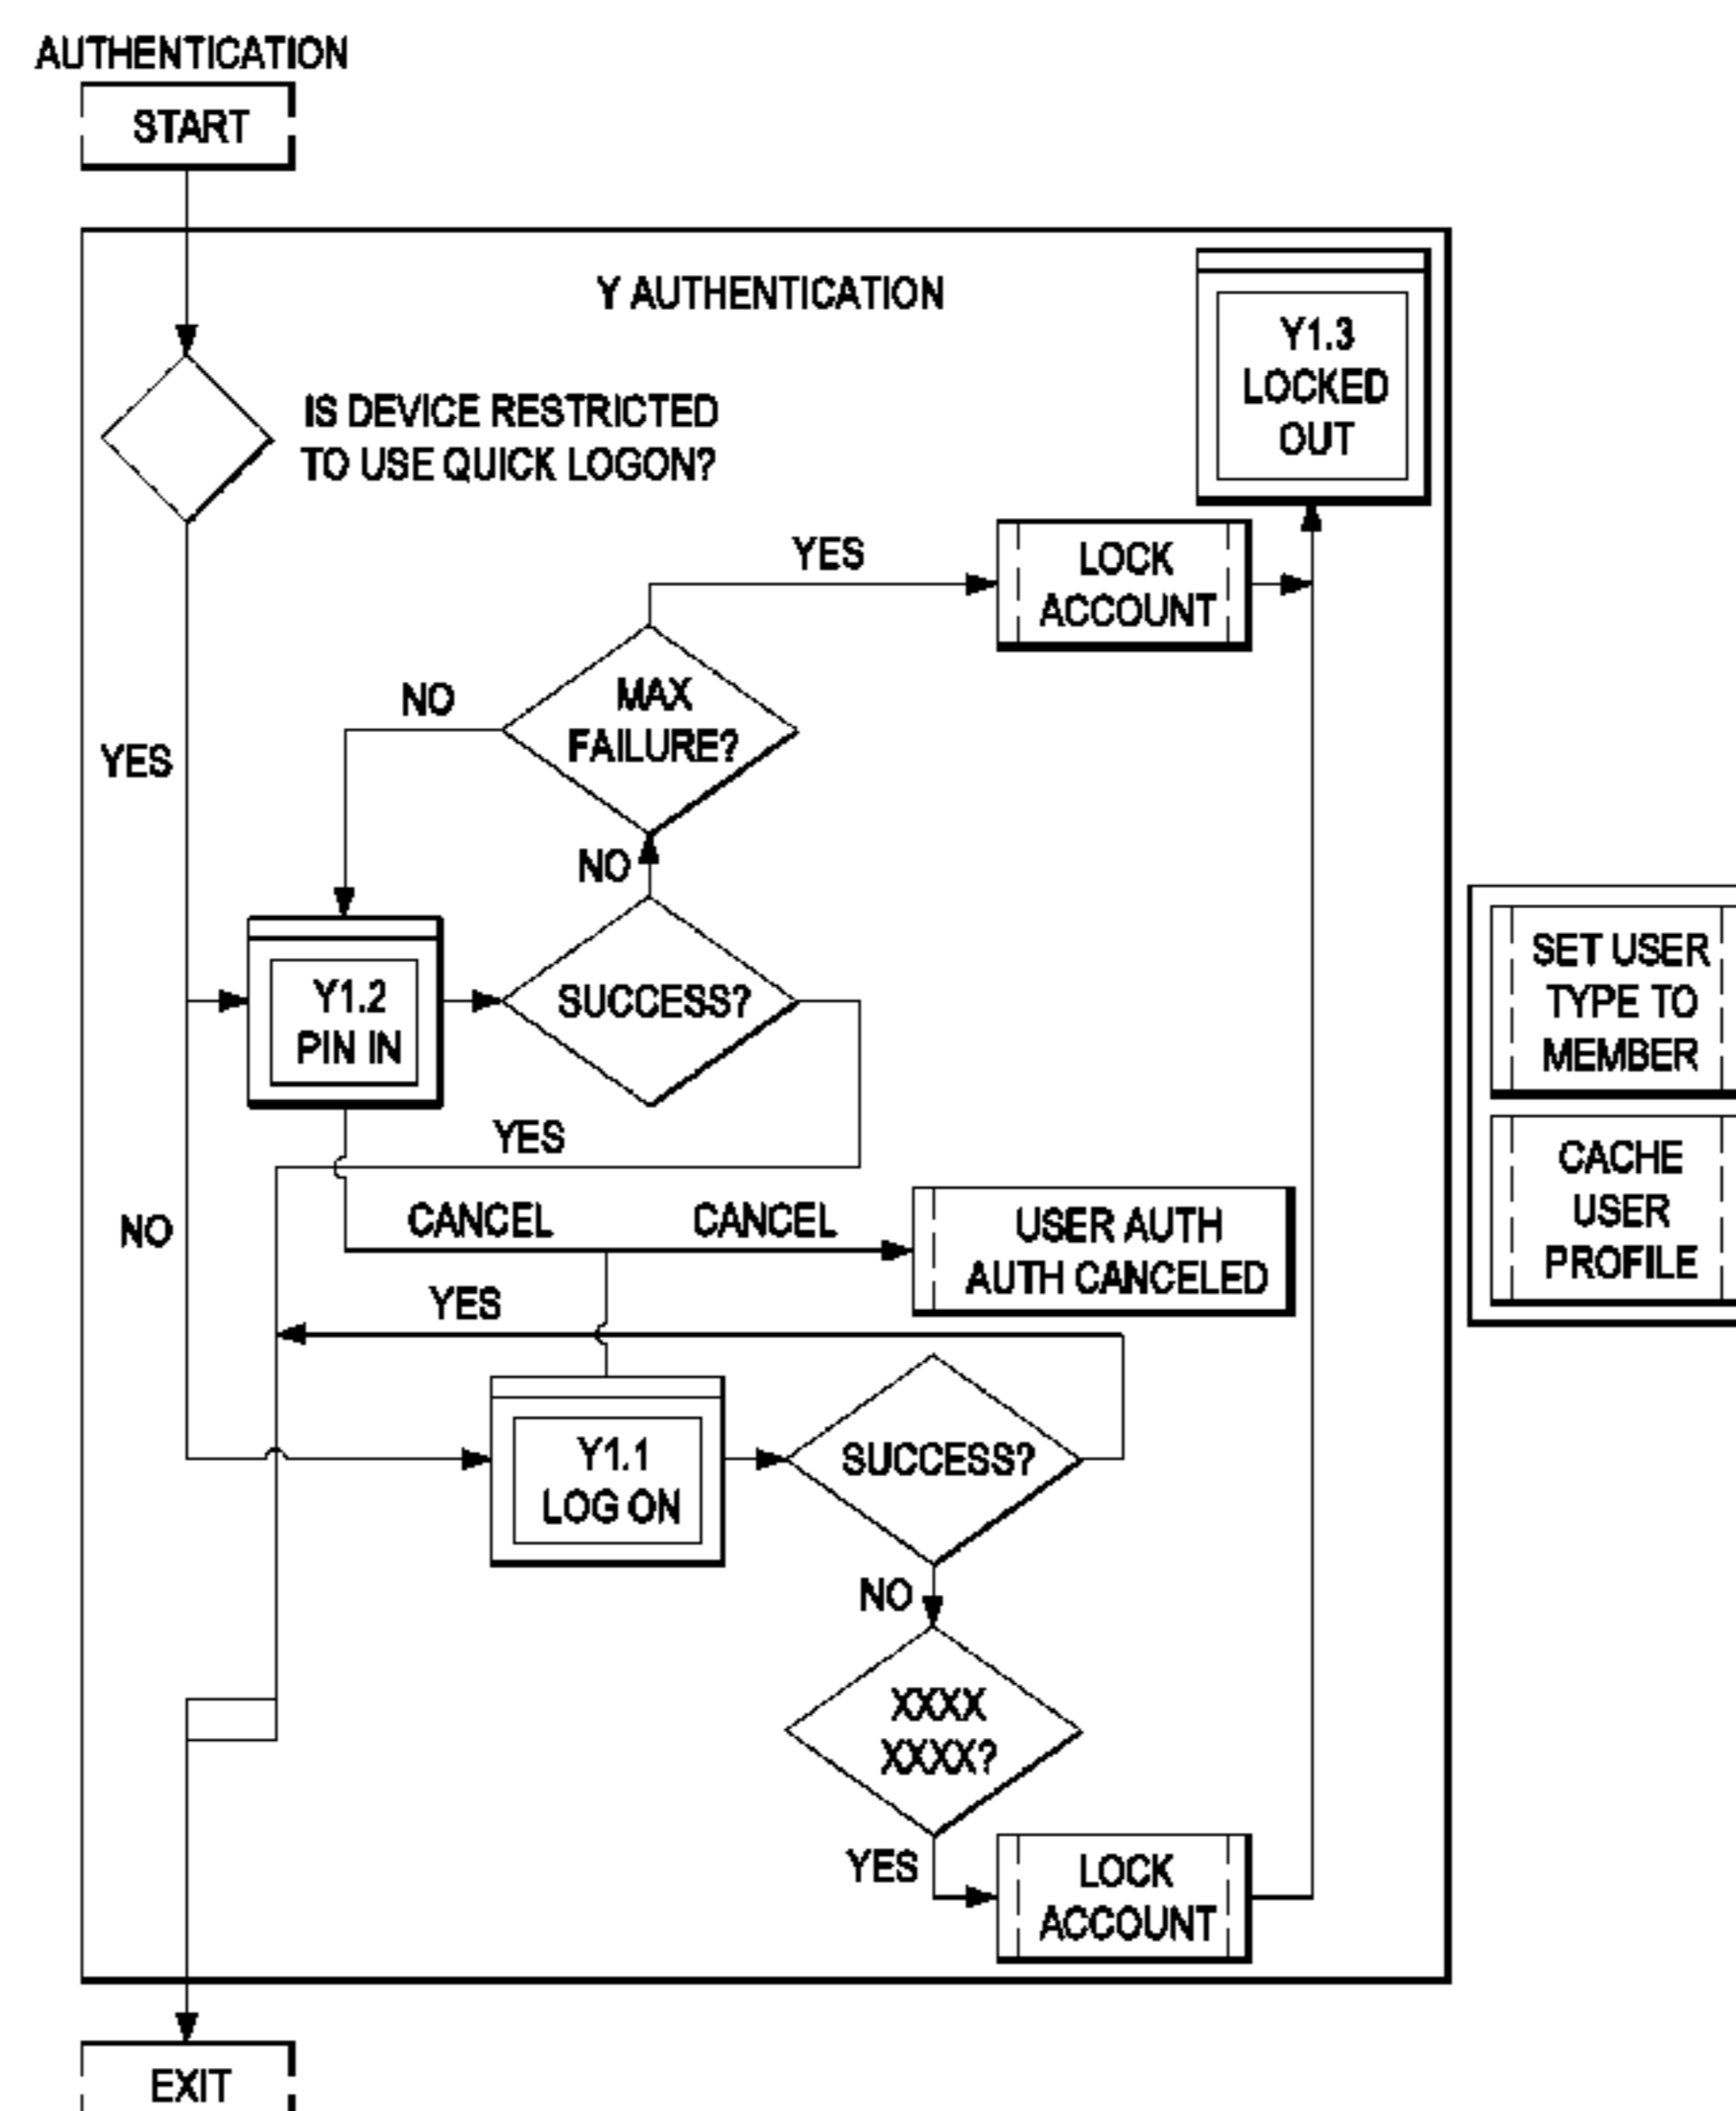 AUTHENTICATION
START
Y AUTHENTICATION
Y1.3
LOCKED
OUT
IS DEVICE RESTRICTED
TO USE QUICK LOGON?
YES
LOCK
ACCOUNT
MAX
FAILURE?
NO
YES
NO
SET USER
TYPE TO
MEMBER
Y1.2
PIN IN
SUCCESS?
YES
CACHE
USER
PROFILE
NO
CANCEL
CANCEL
USER AUTH
AUTH CANCELED
YES
Y1.1
LOG ON
SUCCESS?
NO
XXXX
XXXX?
YES
LOCK
ACCOUNT
EXIT